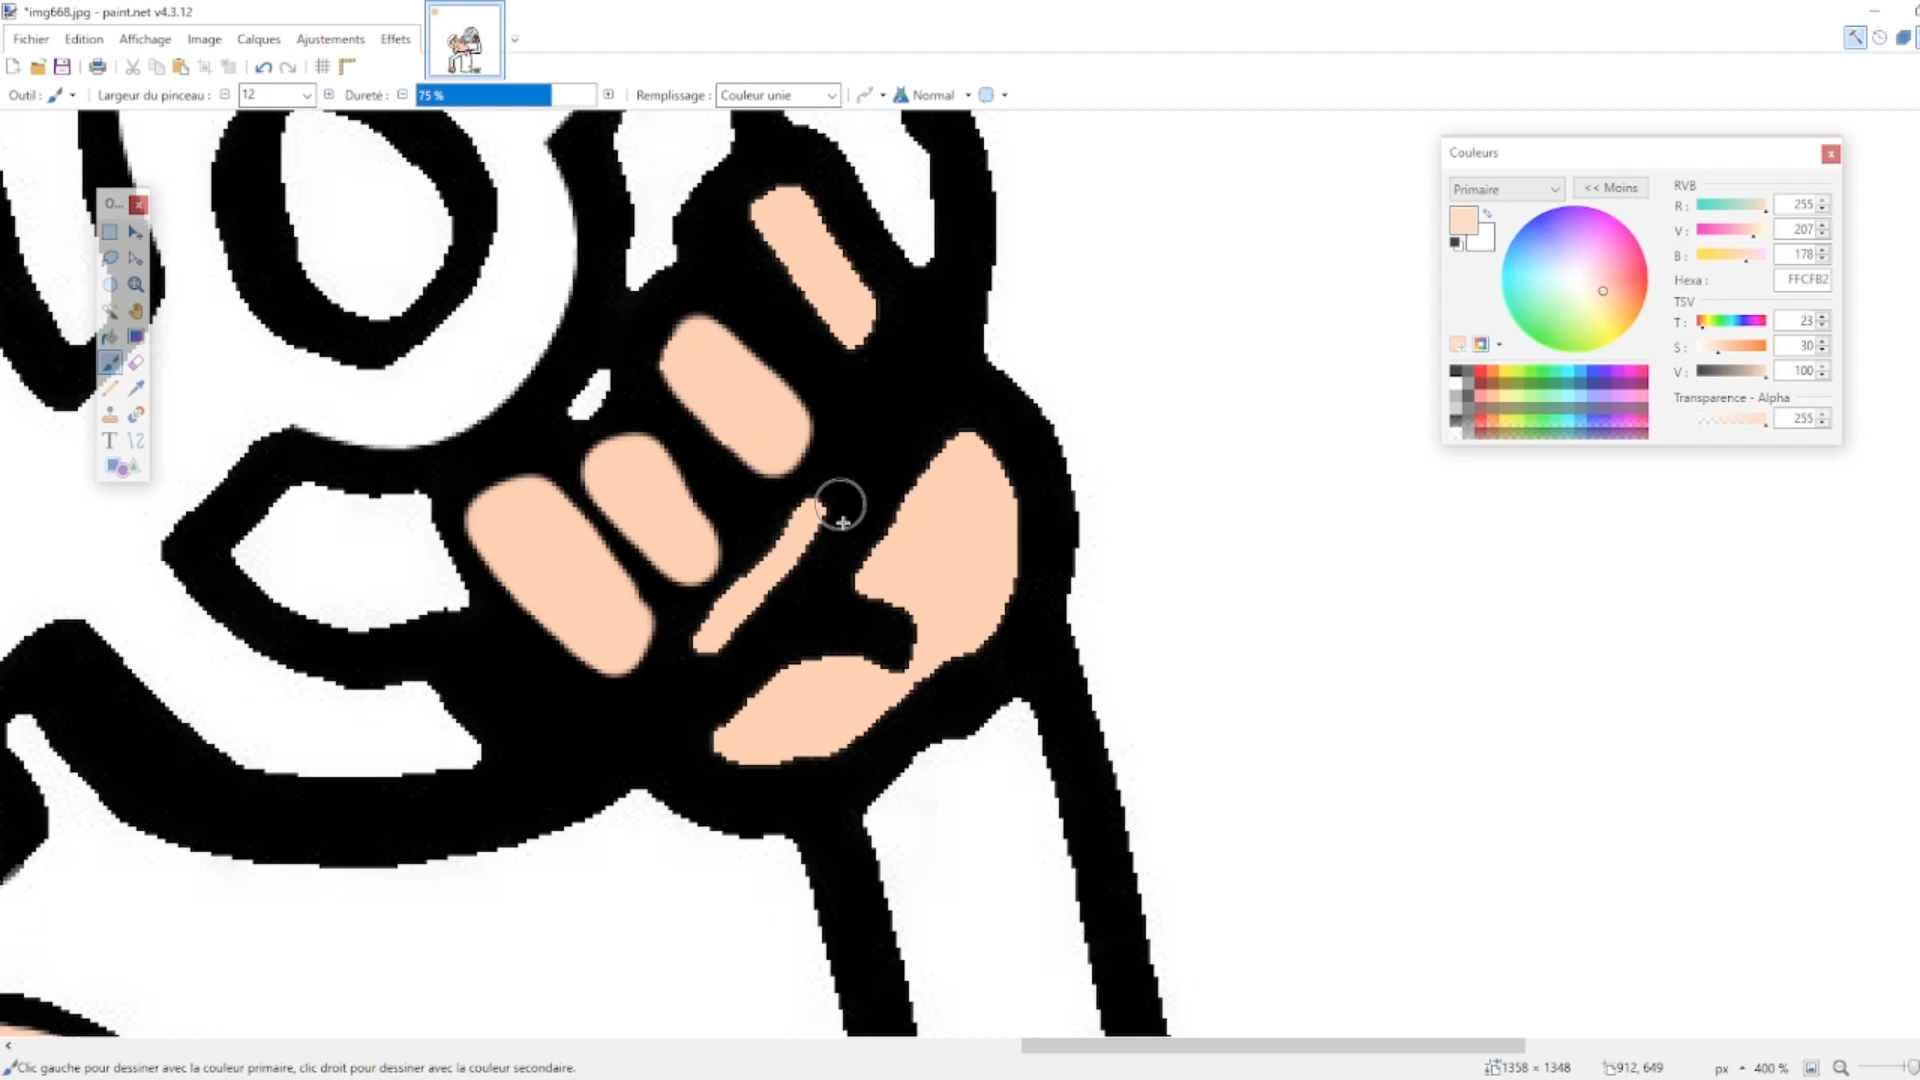 *img668.jpg - paint.net v4.3.12
Fichier Edition Affichage Image Calques Ajustements Effets
Outil : Largeur du pinceau : 12 Dureté : 75 % Remplissage : Couleur unie Normal
O...
T
Couleurs
Primaire << Moins
RVB
R : 255
V : 207
B : 178
Hexa : FFCFB2
TSV
T : 23
S : 30
V : 100
Transparence - Alpha
255
Clic gauche pour dessiner avec la couleur primaire, clic droit pour dessiner avec la couleur secondaire.
1358 × 1348 912, 649 px 400 %